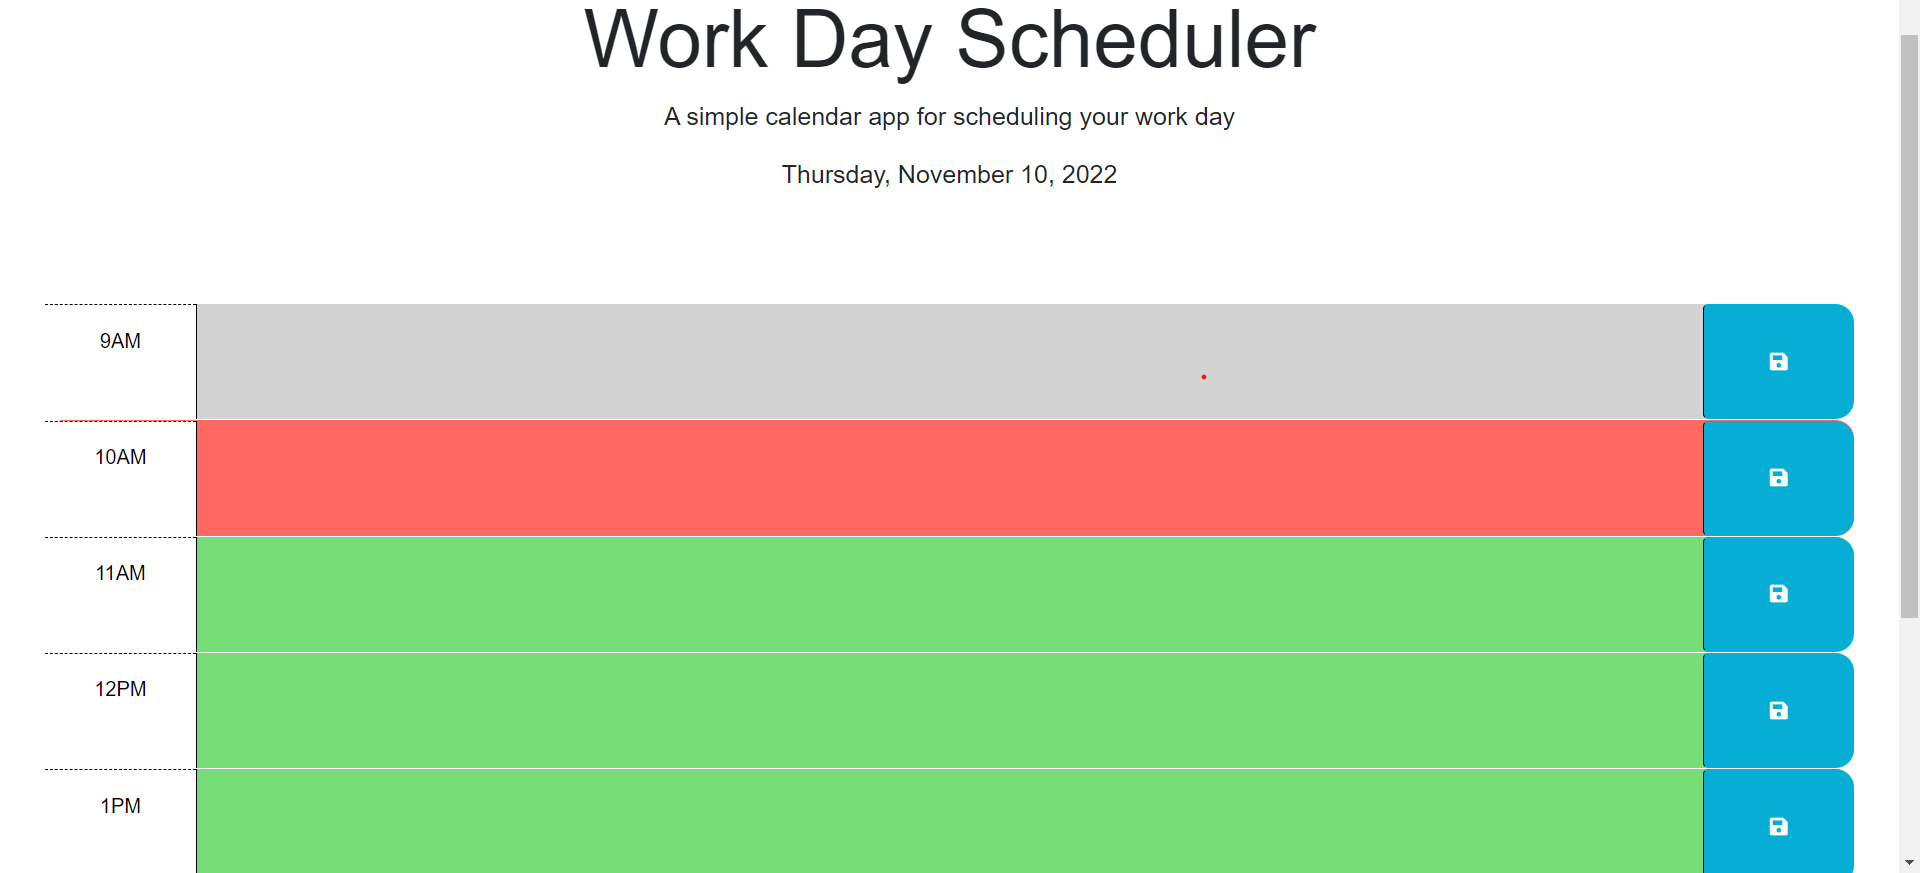 Work Day Scheduler
A simple calendar app for scheduling your work day
Thursday, November 10, 2022
9AM
10AM
11AM
12PM
1PM